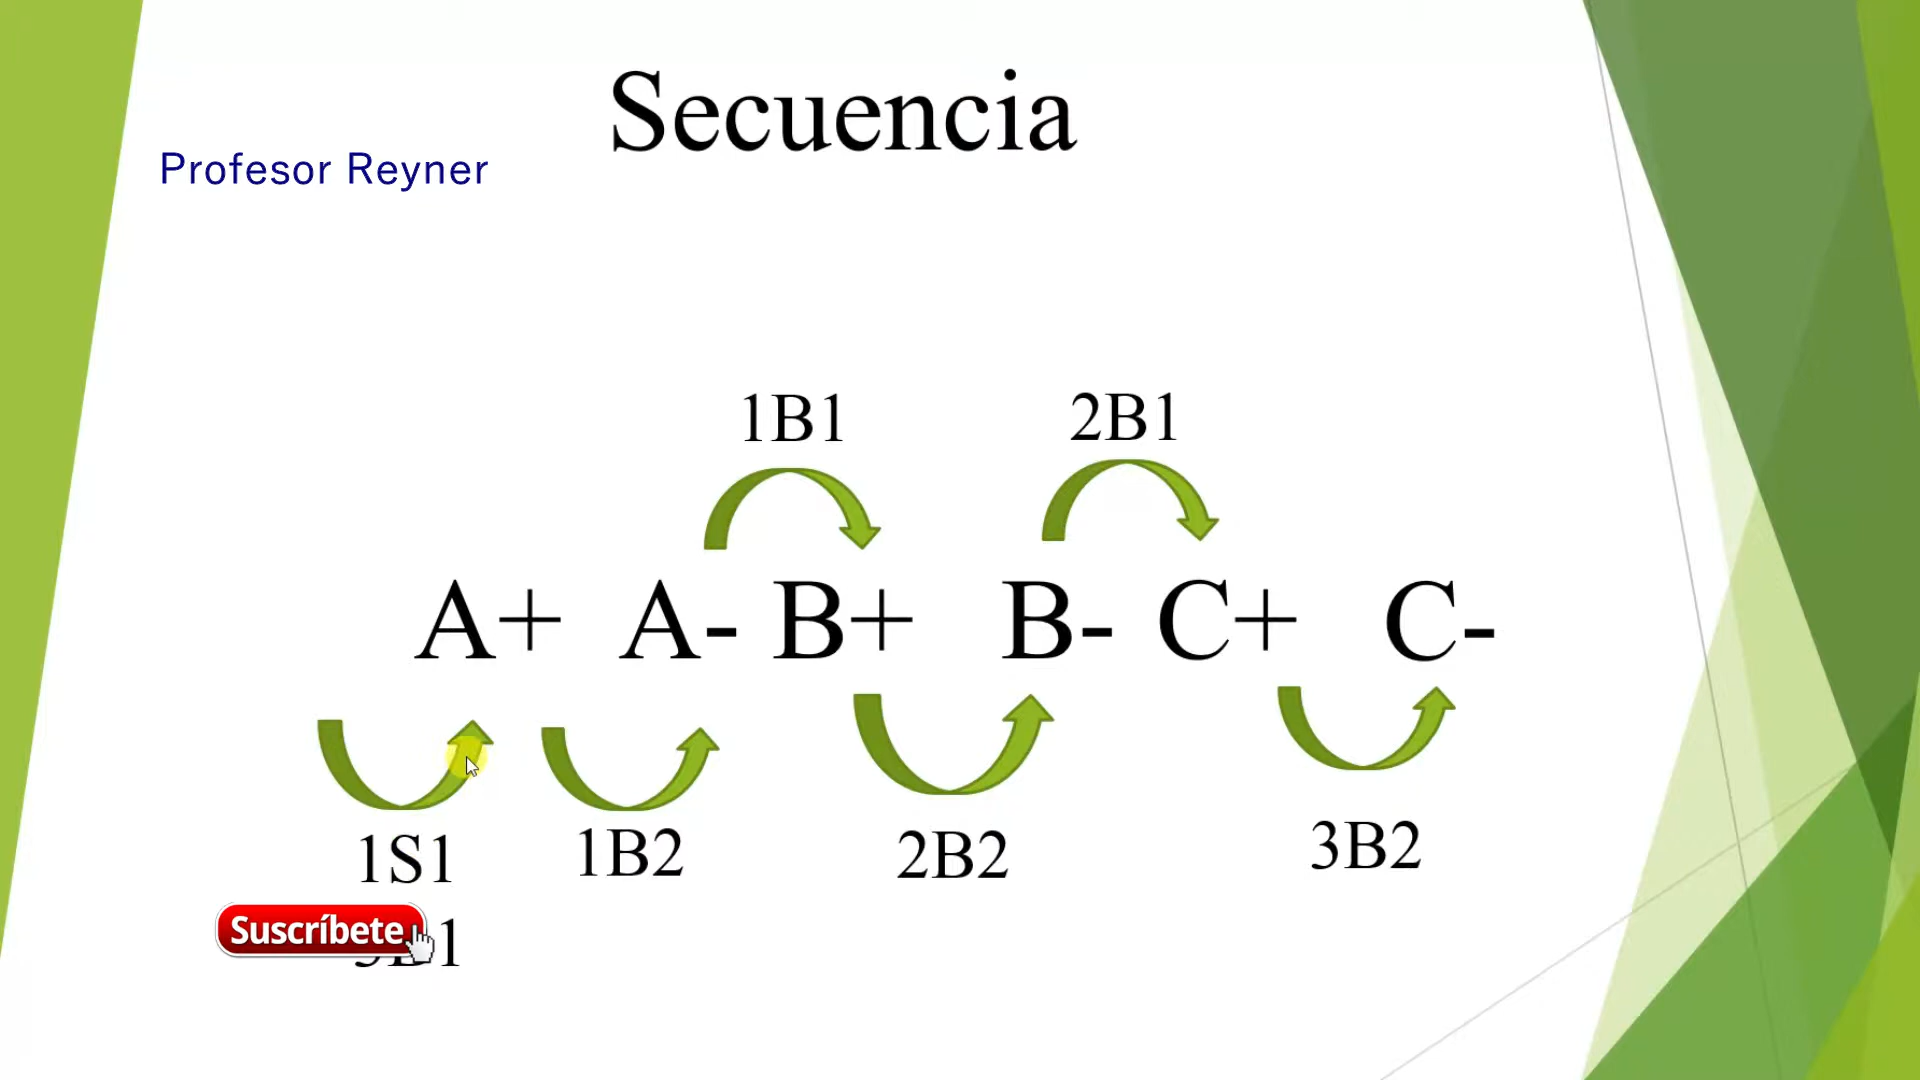 Secuencia
Profesor Reyner
1B1 2B1
A+ A- B+ B- C+ C-
1S1 1B2 2B2 3B2
Suscríbete